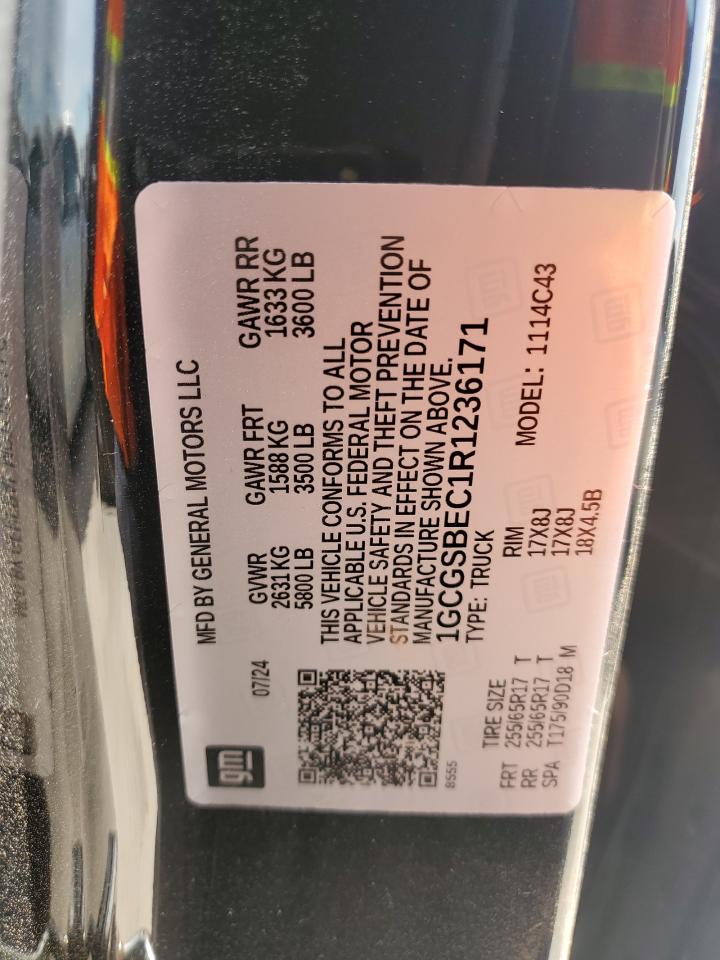 MFD BY GENERAL MOTORS LLC
gm
07/24
GVWR GAWR FRT GAWR RR
2631 KG 1588 KG 1633 KG
5800 LB 3500 LB 3600 LB
THIS VEHICLE CONFORMS TO ALL
APPLICABLE U.S. FEDERAL MOTOR
VEHICLE SAFETY AND THEFT PREVENTION
STANDARDS IN EFFECT ON THE DATE OF
MANUFACTURE SHOWN ABOVE.
1GCGSBEC1R1236171
TYPE: TRUCK
8555
TIRE SIZE RIM MODEL: 1114C43
FRT 255/65R17 T 17X8J
RR 255/65R17 T 17X8J
SPA T175/90D18 M 18X4.5B